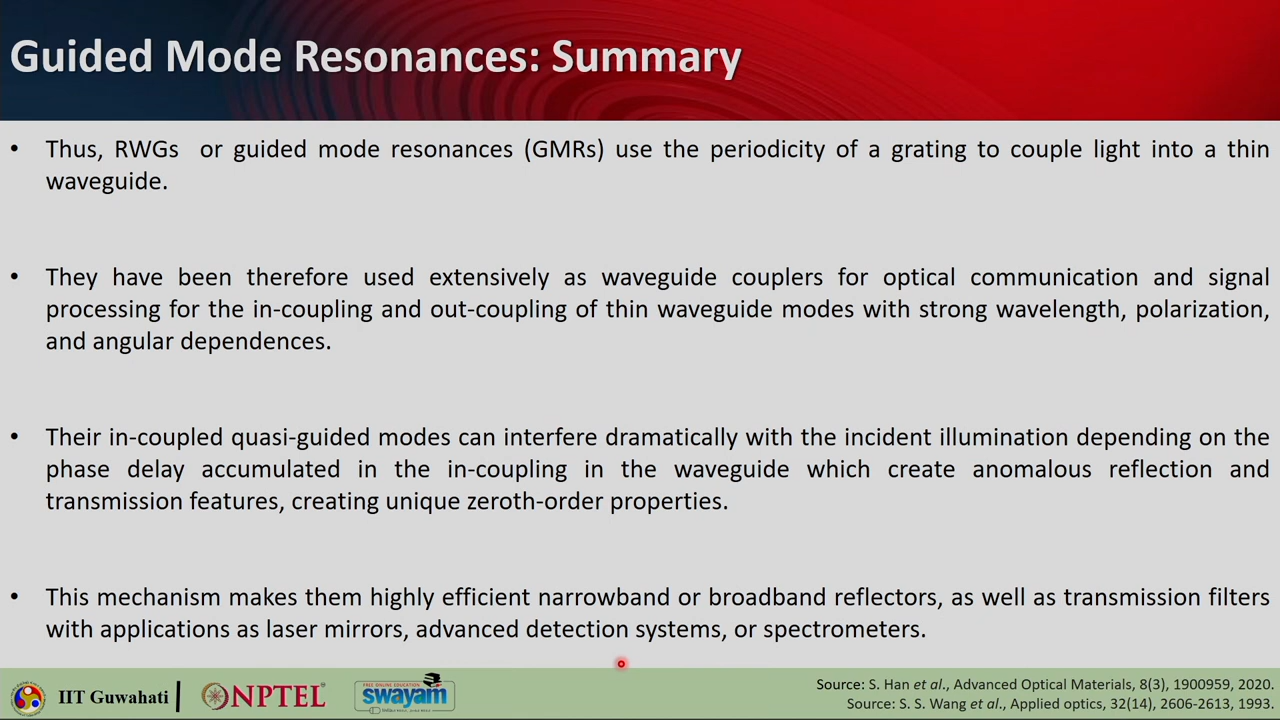 Guided Mode Resonances: Summary
• Thus, RWGs or guided mode resonances (GMRs) use the periodicity of a grating to couple light into a thin
waveguide.
• They have been therefore used extensively as waveguide couplers for optical communication and signal
processing for the in-coupling and out-coupling of thin waveguide modes with strong wavelength, polarization,
and angular dependences.
• Their in-coupled quasi-guided modes can interfere dramatically with the incident illumination depending on the
phase delay accumulated in the in-coupling in the waveguide which create anomalous reflection and
transmission features, creating unique zeroth-order properties.
• This mechanism makes them highly efficient narrowband or broadband reflectors, as well as transmission filters
with applications as laser mirrors, advanced detection systems, or spectrometers.
IIT Guwahati
NPTEL
FREE ONLINE EDUCATION
swayam
Source: S. Han et al., Advanced Optical Materials, 8(3), 1900959, 2020.
Source: S. S. Wang et al., Applied optics, 32(14), 2606-2613, 1993.